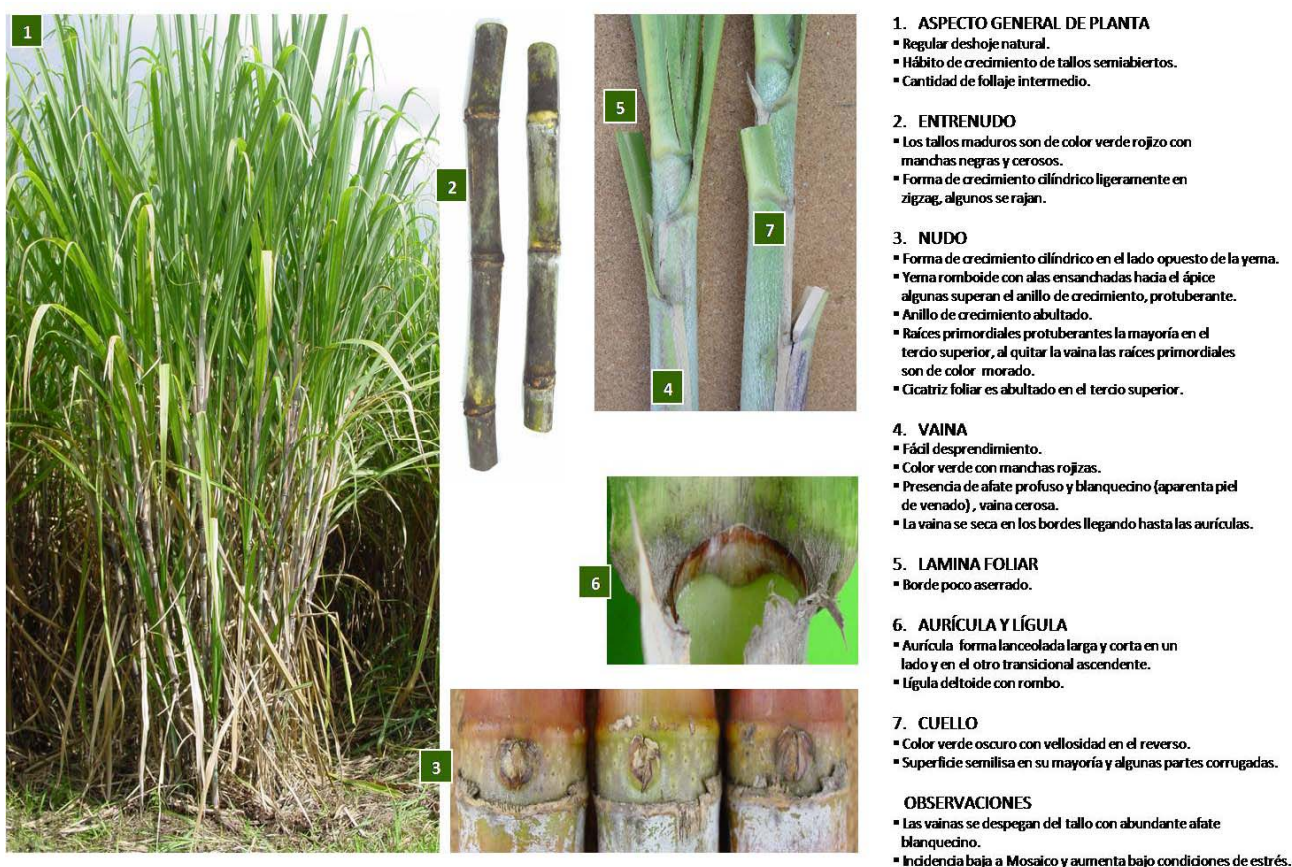 1
2
5
7
4
6
3
1. ASPECTO GENERAL DE PLANTA
▪ Regular deshoje natural.
▪ Hábito de crecimiento de tallos semiabiertos.
▪ Cantidad de follaje intermedio.
2. ENTRENUDO
▪ Los tallos maduros son de color verde rojizo con
manchas negras y cerosos.
▪ Forma de crecimiento cilíndrico ligeramente en
zigzag, algunos se rajan.
3. NUDO
▪ Forma de crecimiento cilíndrico en el lado opuesto de la yema.
▪ Yema romboide con alas ensanchadas hacia el ápice
algunas superan el anillo de crecimiento, protuberante.
▪ Anillo de crecimiento abultado.
▪ Raíces primordiales protuberantes la mayoría en el
tercio superior, al quitar la vaina las raíces primordiales
son de color morado.
▪ Cicatriz foliar es abultado en el tercio superior.
4. VAINA
▪ Fácil desprendimiento.
▪ Color verde con manchas rojizas.
▪ Presencia de afate profuso y blanquecino (aparenta piel
de venado) , vaina cerosa.
▪ La vaina se seca en los bordes llegando hasta las aurículas.
5. LAMINA FOLIAR
▪ Borde poco aserrado.
6. AURÍCULA Y LÍGULA
▪ Aurícula forma lanceolada larga y corta en un
lado y en el otro transicional ascendente.
▪ Lígula deltoide con rombo.
7. CUELLO
▪ Color verde oscuro con vellosidad en el reverso.
▪ Superficie semilisa en su mayoría y algunas partes corrugadas.
OBSERVACIONES
▪ Las vainas se despegan del tallo con abundante afate
blanquecino.
▪ Incidencia baja a Mosaico y aumenta bajo condiciones de estrés.